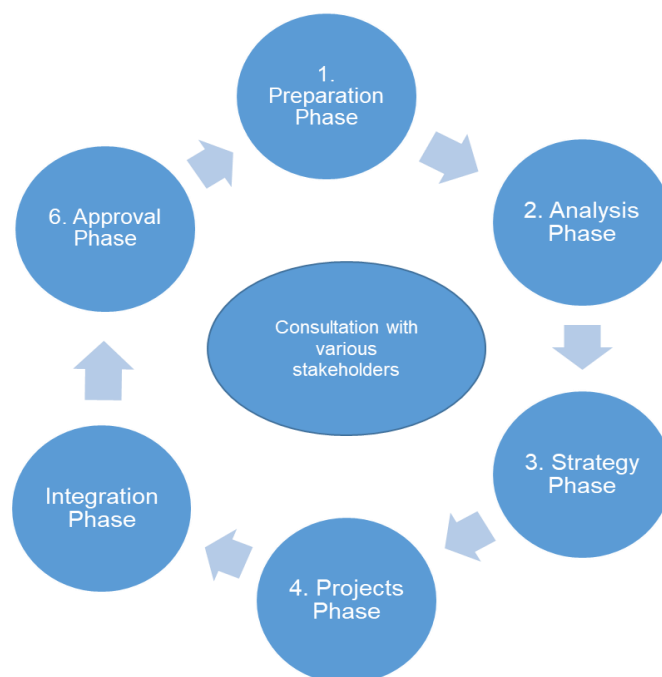 1.
Preparation
Phase
2. Analysis
Phase
3. Strategy
Phase
4. Projects
Phase
Integration
Phase
6. Approval
Phase
Consultation with
various
stakeholders